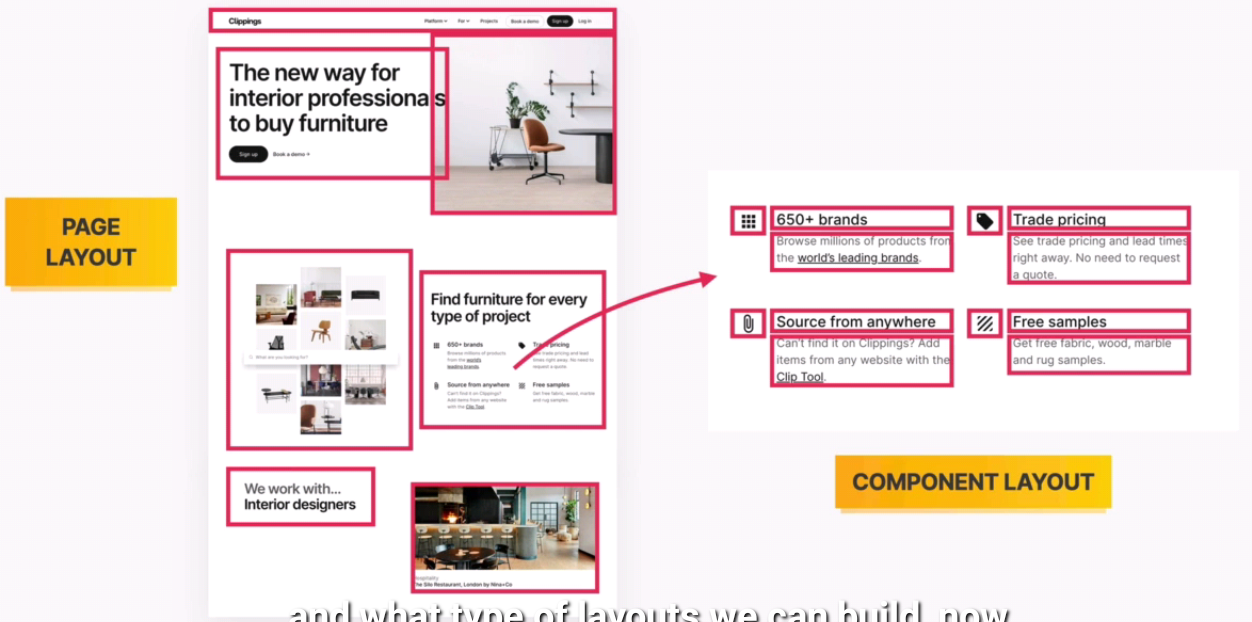 Clippings
Platform For Projects Book a demo Sign up Log in
The new way for
interior professionals
to buy furniture
Sign up Book a demo
PAGE
LAYOUT
What are you looking for?
Find furniture for every
type of project
650+ brands
Browse millions of products
from the world's
leading brands.
Trade pricing
See trade pricing and lead
times right away. No need to
request a quote.
Source from anywhere
Can't find it on Clippings?
Add items from any website
with the Clip Tool.
Free samples
Get free fabric, wood, marble
and rug samples.
We work with...
Interior designers
Hospitality
The Silo Restaurant, London by Nina+Co
650+ brands
Browse millions of products from
the world's leading brands.
Trade pricing
See trade pricing and lead times
right away. No need to request
a quote.
Source from anywhere
Can't find it on Clippings? Add
items from any website with the
Clip Tool.
Free samples
Get free fabric, wood, marble
and rug samples.
COMPONENT LAYOUT
and what type of layouts we can build, now